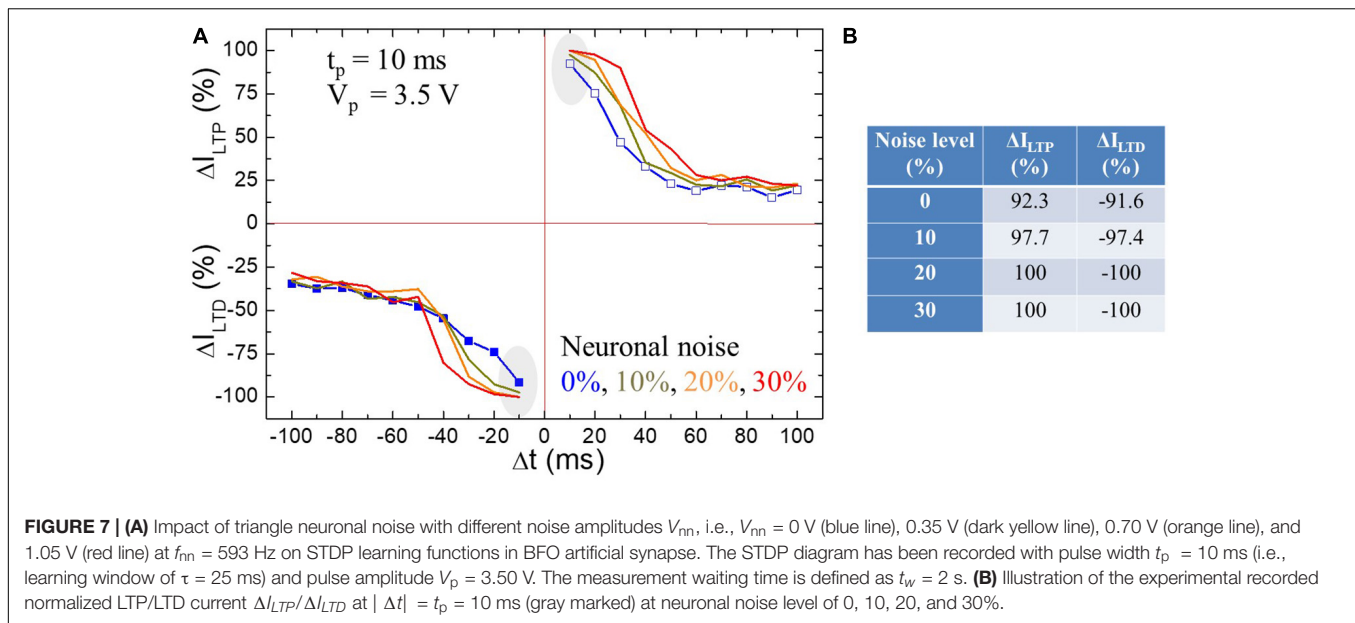 A
B
t_p = 10 ms
V_p = 3.5 V
ΔI_LTP (%)
100
75
50
25
0
ΔI_LTD (%)
-25
-50
-75
-100
Neuronal noise
0%, 10%, 20%, 30%
-100 -80 -60 -40 -20 0 20 40 60 80 100
Δt (ms)
Noise level (%) ΔI_LTP (%) ΔI_LTD (%)
0 92.3 -91.6
10 97.7 -97.4
20 100 -100
30 100 -100
FIGURE 7 | (A) Impact of triangle neuronal noise with different noise amplitudes V_nn, i.e., V_nn = 0 V (blue line), 0.35 V (dark yellow line), 0.70 V (orange line), and
1.05 V (red line) at f_nn = 593 Hz on STDP learning functions in BFO artificial synapse. The STDP diagram has been recorded with pulse width t_p = 10 ms (i.e.,
learning window of τ = 25 ms) and pulse amplitude V_p = 3.50 V. The measurement waiting time is defined as t_w = 2 s. (B) Illustration of the experimental recorded
normalized LTP/LTD current ΔI_LTP/ΔI_LTD at | Δt| = t_p = 10 ms (gray marked) at neuronal noise level of 0, 10, 20, and 30%.